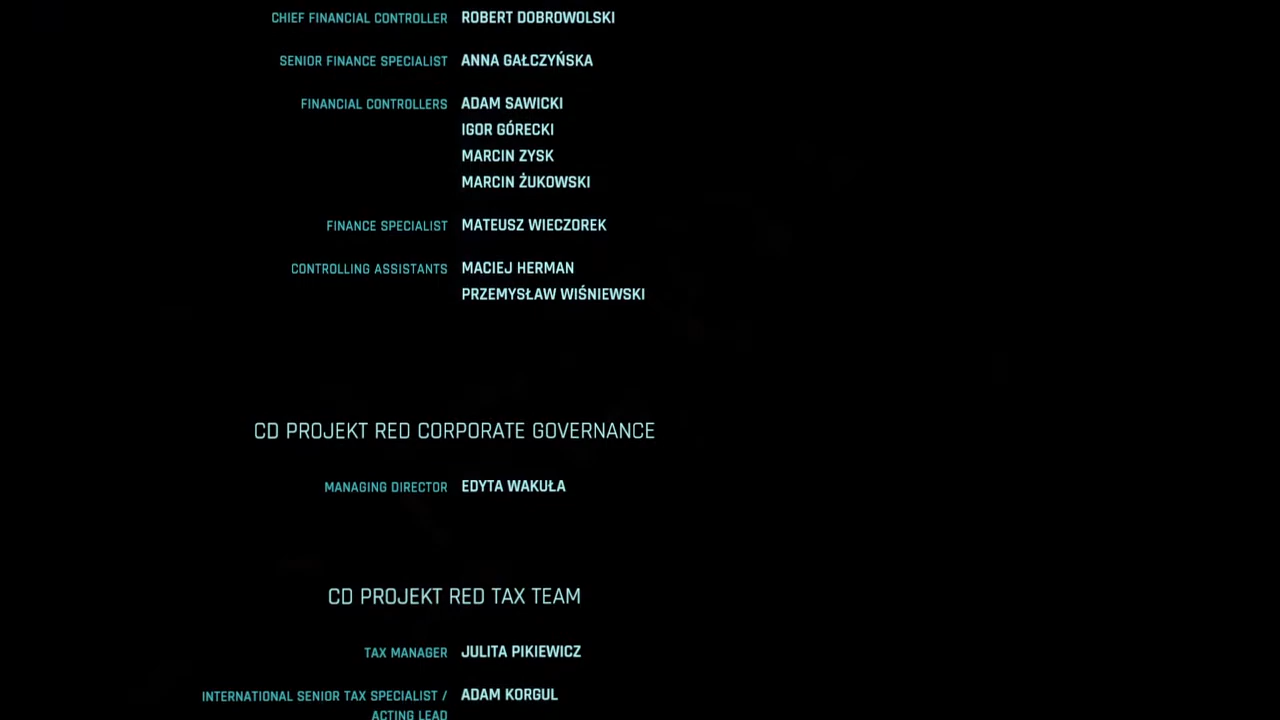 CHIEF FINANCIAL CONTROLLER ROBERT DOBROWOLSKI
SENIOR FINANCE SPECIALIST ANNA GAŁCZYŃSKA
FINANCIAL CONTROLLERS ADAM SAWICKI
IGOR GÓRECKI
MARCIN ZYSK
MARCIN ŻUKOWSKI
FINANCE SPECIALIST MATEUSZ WIECZOREK
CONTROLLING ASSISTANTS MACIEJ HERMAN
PRZEMYSŁAW WIŚNIEWSKI
CD PROJEKT RED CORPORATE GOVERNANCE
MANAGING DIRECTOR EDYTA WAKUŁA
CD PROJEKT RED TAX TEAM
TAX MANAGER JULITA PIKIEWICZ
INTERNATIONAL SENIOR TAX SPECIALIST / ADAM KORGUL
ACTING LEAD